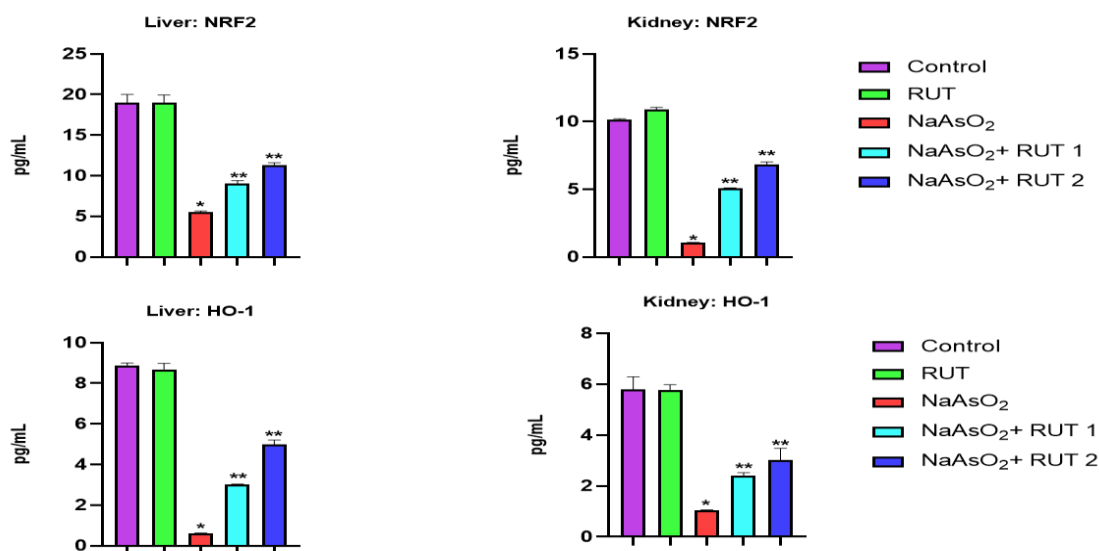 Liver: NRF2
25
20
15
10
5
0
pg/mL
*
**
**
Kidney: NRF2
15
10
5
0
pg/mL
*
**
**
Control
RUT
NaAsO₂
NaAsO₂+ RUT 1
NaAsO₂+ RUT 2
Liver: HO-1
10
8
6
4
2
0
pg/mL
*
**
**
Kidney: HO-1
8
6
4
2
0
pg/mL
*
**
**
Control
RUT
NaAsO₂
NaAsO₂+ RUT 1
NaAsO₂+ RUT 2